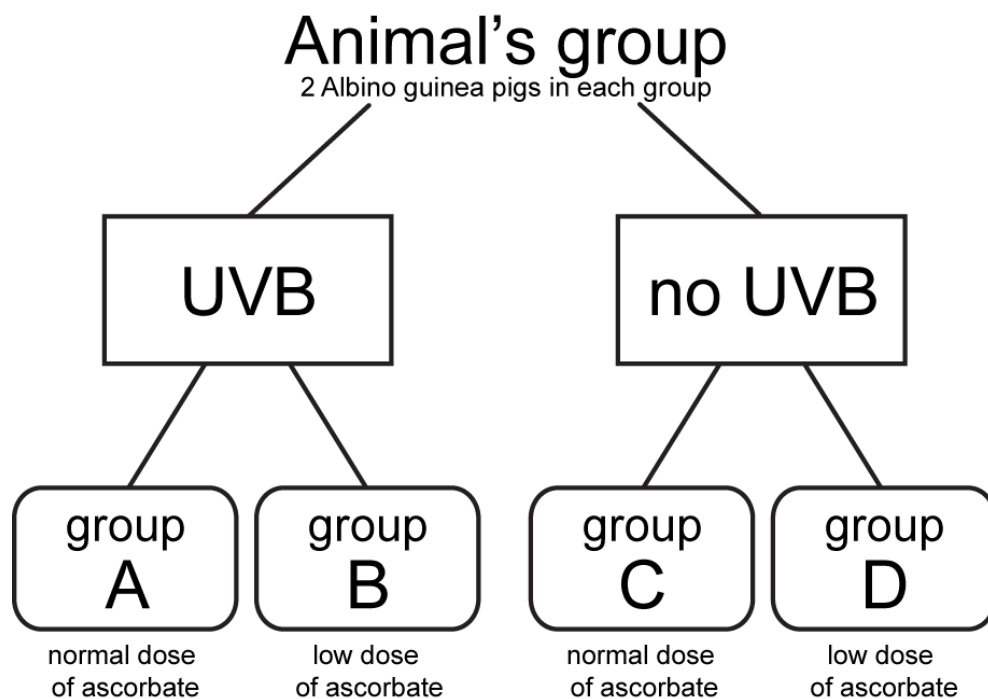 Animal’s group
2 Albino guinea pigs in each group
UVB
no UVB
group
A
group
B
group
C
group
D
normal dose
of ascorbate
low dose
of ascorbate
normal dose
of ascorbate
low dose
of ascorbate